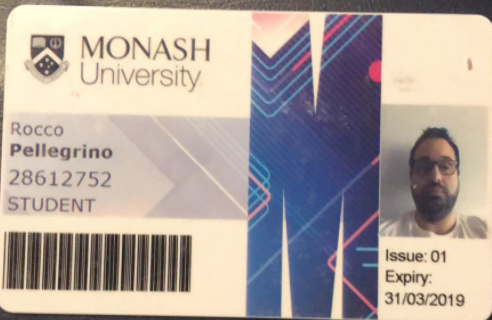 MONASH
University
Rocco
Pellegrino
28612752
STUDENT
Issue: 01
Expiry:
31/03/2019